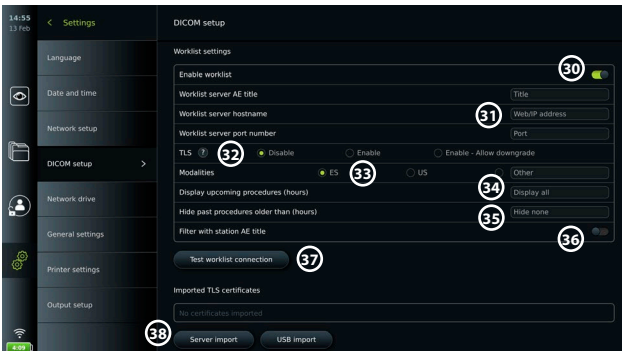 14:55
13 Feb
Settings
DICOM setup
Language
Date and time
Network setup
DICOM setup
Network drive
General settings
Printer settings
Output setup
4:09
Worklist settings
Enable worklist 30
Worklist server AE title Title
Worklist server hostname 31 Web/IP address
Worklist server port number Port
TLS ? 32 Disable Enable Enable - Allow downgrade
Modalities ES 33 US Other
Display upcoming procedures (hours) 34 Display all
Hide past procedures older than (hours) 35 Hide none
Filter with station AE title 36
Test worklist connection 37
Imported TLS certificates
No certificates imported
38 Server import USB import